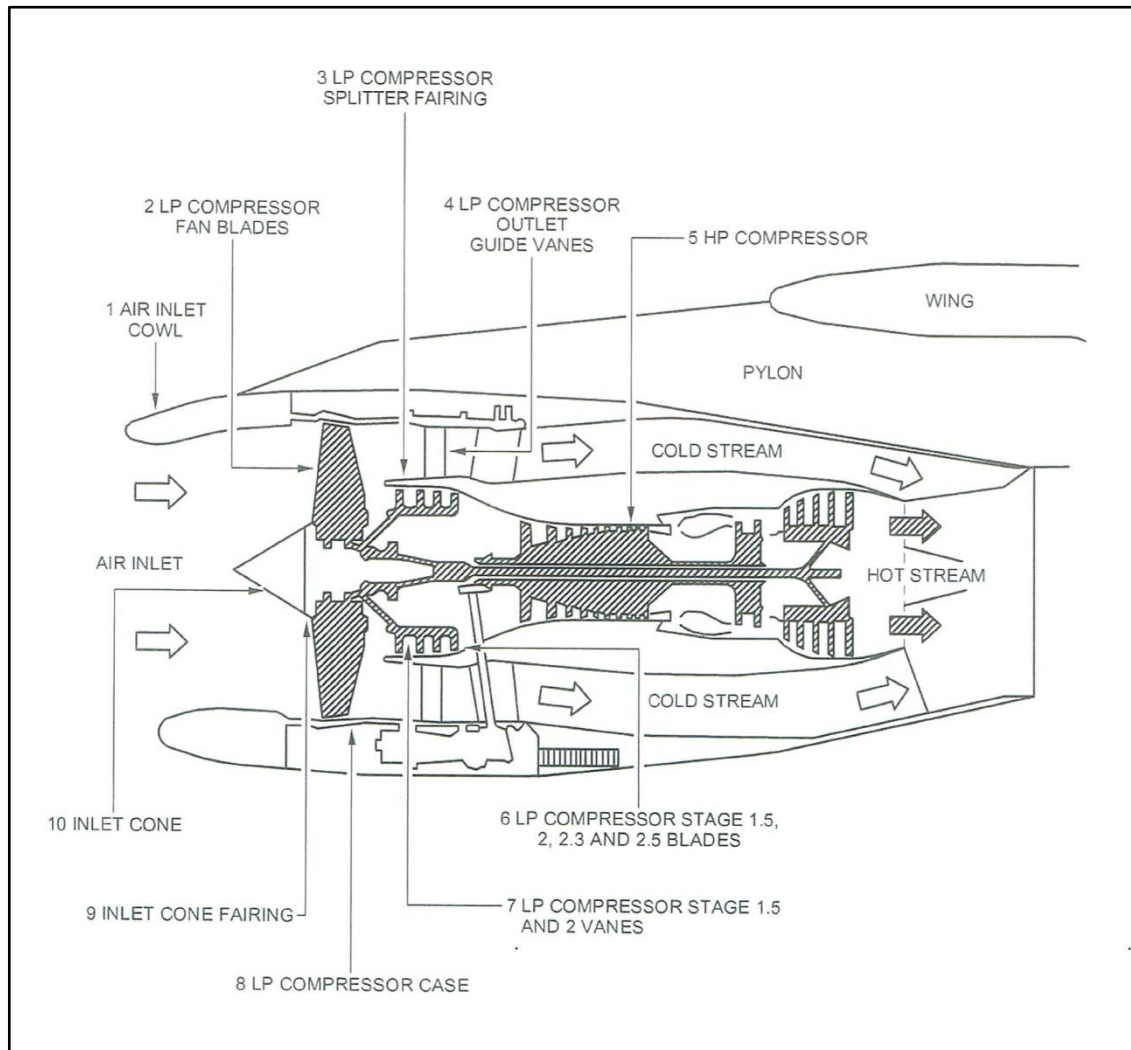 3 LP COMPRESSOR
SPLITTER FAIRING
2 LP COMPRESSOR
FAN BLADES
4 LP COMPRESSOR
OUTLET
GUIDE VANES
5 HP COMPRESSOR
1 AIR INLET
COWL
WING
PYLON
COLD STREAM
AIR INLET
HOT STREAM
COLD STREAM
10 INLET CONE
6 LP COMPRESSOR STAGE 1.5,
2, 2.3 AND 2.5 BLADES
9 INLET CONE FAIRING
7 LP COMPRESSOR STAGE 1.5
AND 2 VANES
8 LP COMPRESSOR CASE